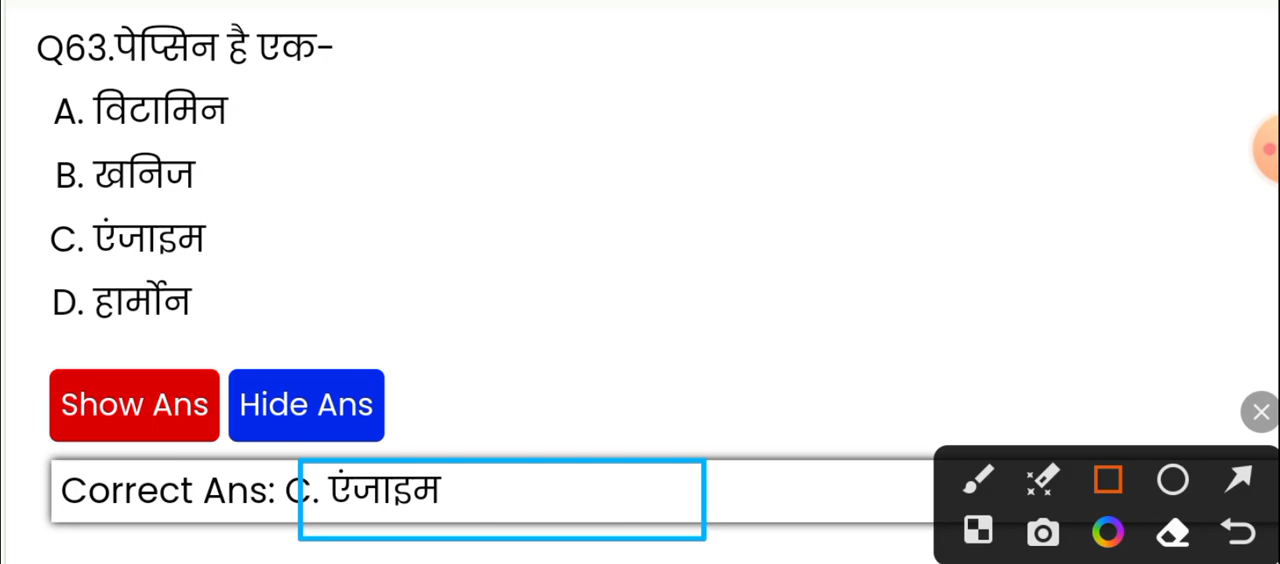 Q63.पेप्सिन है एक-
A. विटामिन
B. खनिज
C. एंजाइम
D. हार्मोन
Show Ans Hide Ans
Correct Ans: C. एंजाइम